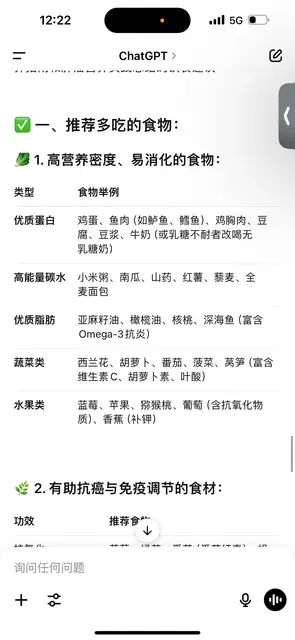 12:22
5G
ChatGPT
✅ 一、推荐多吃的食物：
🥬 1. 高营养密度、易消化的食物：
类型 食物举例
优质蛋白 鸡蛋、鱼肉 (如鲈鱼、鳕鱼)、鸡胸肉、豆
腐、豆浆、牛奶 (或乳糖不耐者改喝无
乳糖奶)
高能量碳水 小米粥、南瓜、山药、红薯、藜麦、全
麦面包
优质脂肪 亚麻籽油、橄榄油、核桃、深海鱼 (富含
Omega-3抗炎)
蔬菜类 西兰花、胡萝卜、番茄、菠菜、莴笋 (富含
维生素 C、胡萝卜素、叶酸)
水果类 蓝莓、苹果、猕猴桃、葡萄 (含抗氧化物
质)、香蕉 (补钾)
🌿 2. 有助抗癌与免疫调节的食材：
功效 推荐食物
询问任何问题